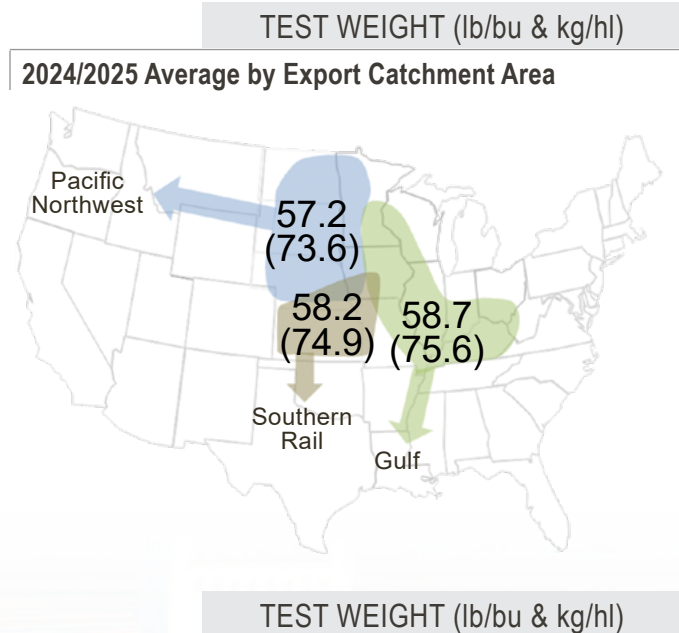 TEST WEIGHT (lb/bu & kg/hl)
2024/2025 Average by Export Catchment Area
Pacific
Northwest
57.2
(73.6)
58.2
(74.9)
58.7
(75.6)
Southern
Rail
Gulf
TEST WEIGHT (lb/bu & kg/hl)